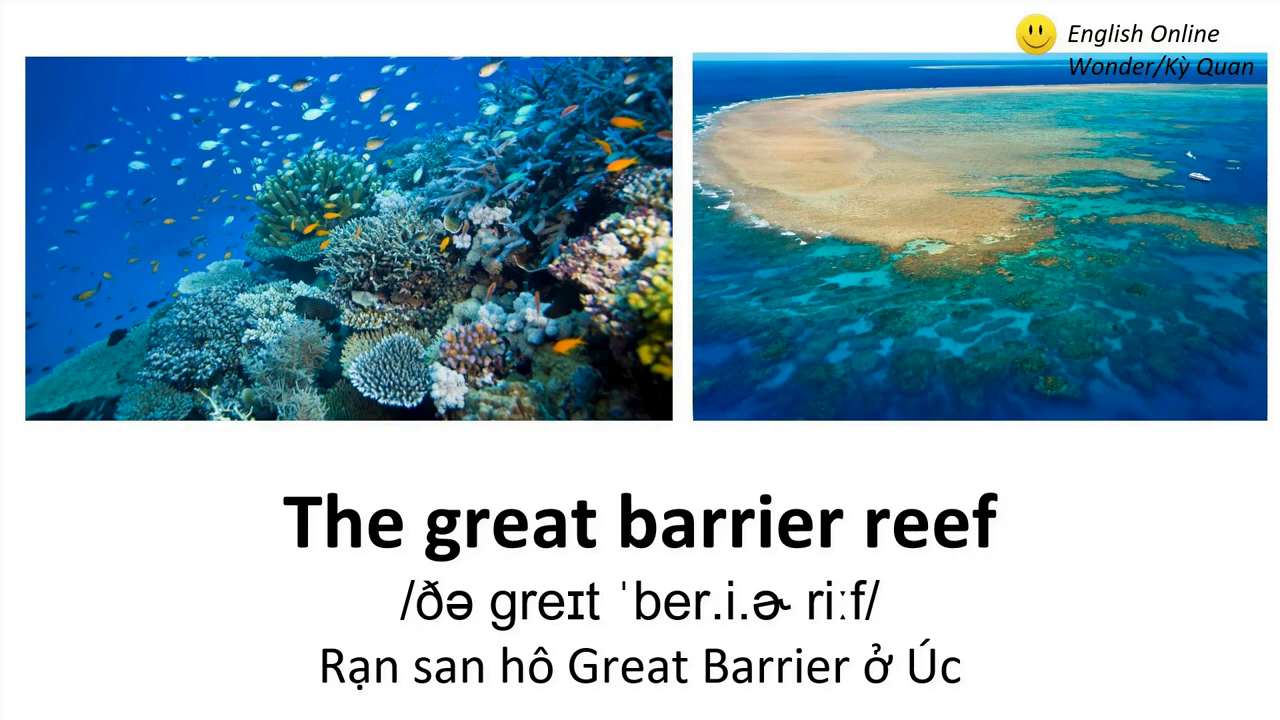 English Online
Wonder/Kỳ Quan
The great barrier reef
/ðə ɡreɪt ˈber.i.ɚ riːf/
Rạn san hô Great Barrier ở Úc